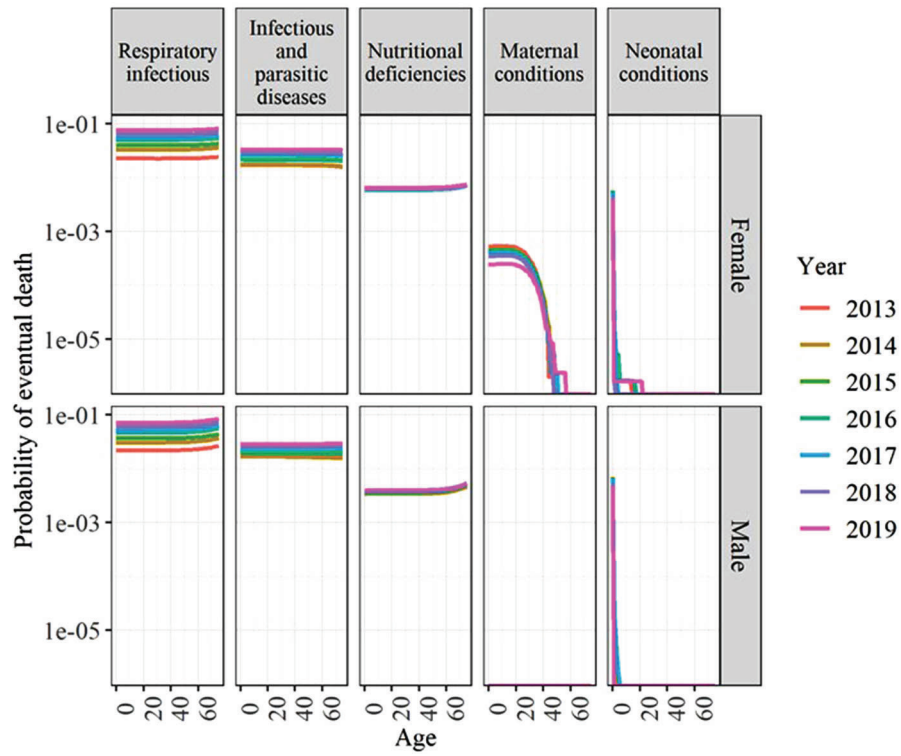 Respiratory
infectious
Infectious
and
parasitic
diseases
Nutritional
deficiencies
Maternal
conditions
Neonatal
conditions
Probability of eventual death
1e-01
1e-03
1e-05
Female
1e-01
1e-03
1e-05
Male
0 20 40 60
0 20 40 60
0 20 40 60
0 20 40 60
0 20 40 60
Age
Year
2013
2014
2015
2016
2017
2018
2019